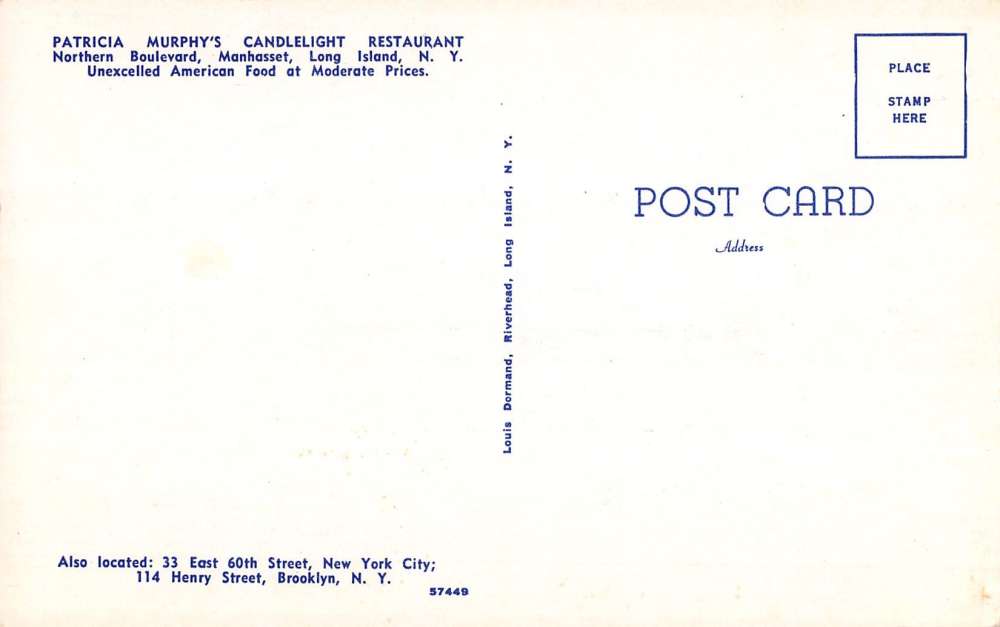 PATRICIA MURPHY'S CANDLELIGHT RESTAURANT
Northern Boulevard, Manhasset, Long Island, N. Y.
Unexcelled American Food at Moderate Prices.
Also located: 33 East 60th Street, New York City;
114 Henry Street, Brooklyn, N. Y.
57449
Louis Dormand, Riverhead, Long Island, N. Y.
PLACE
STAMP
HERE
POST CARD
Address